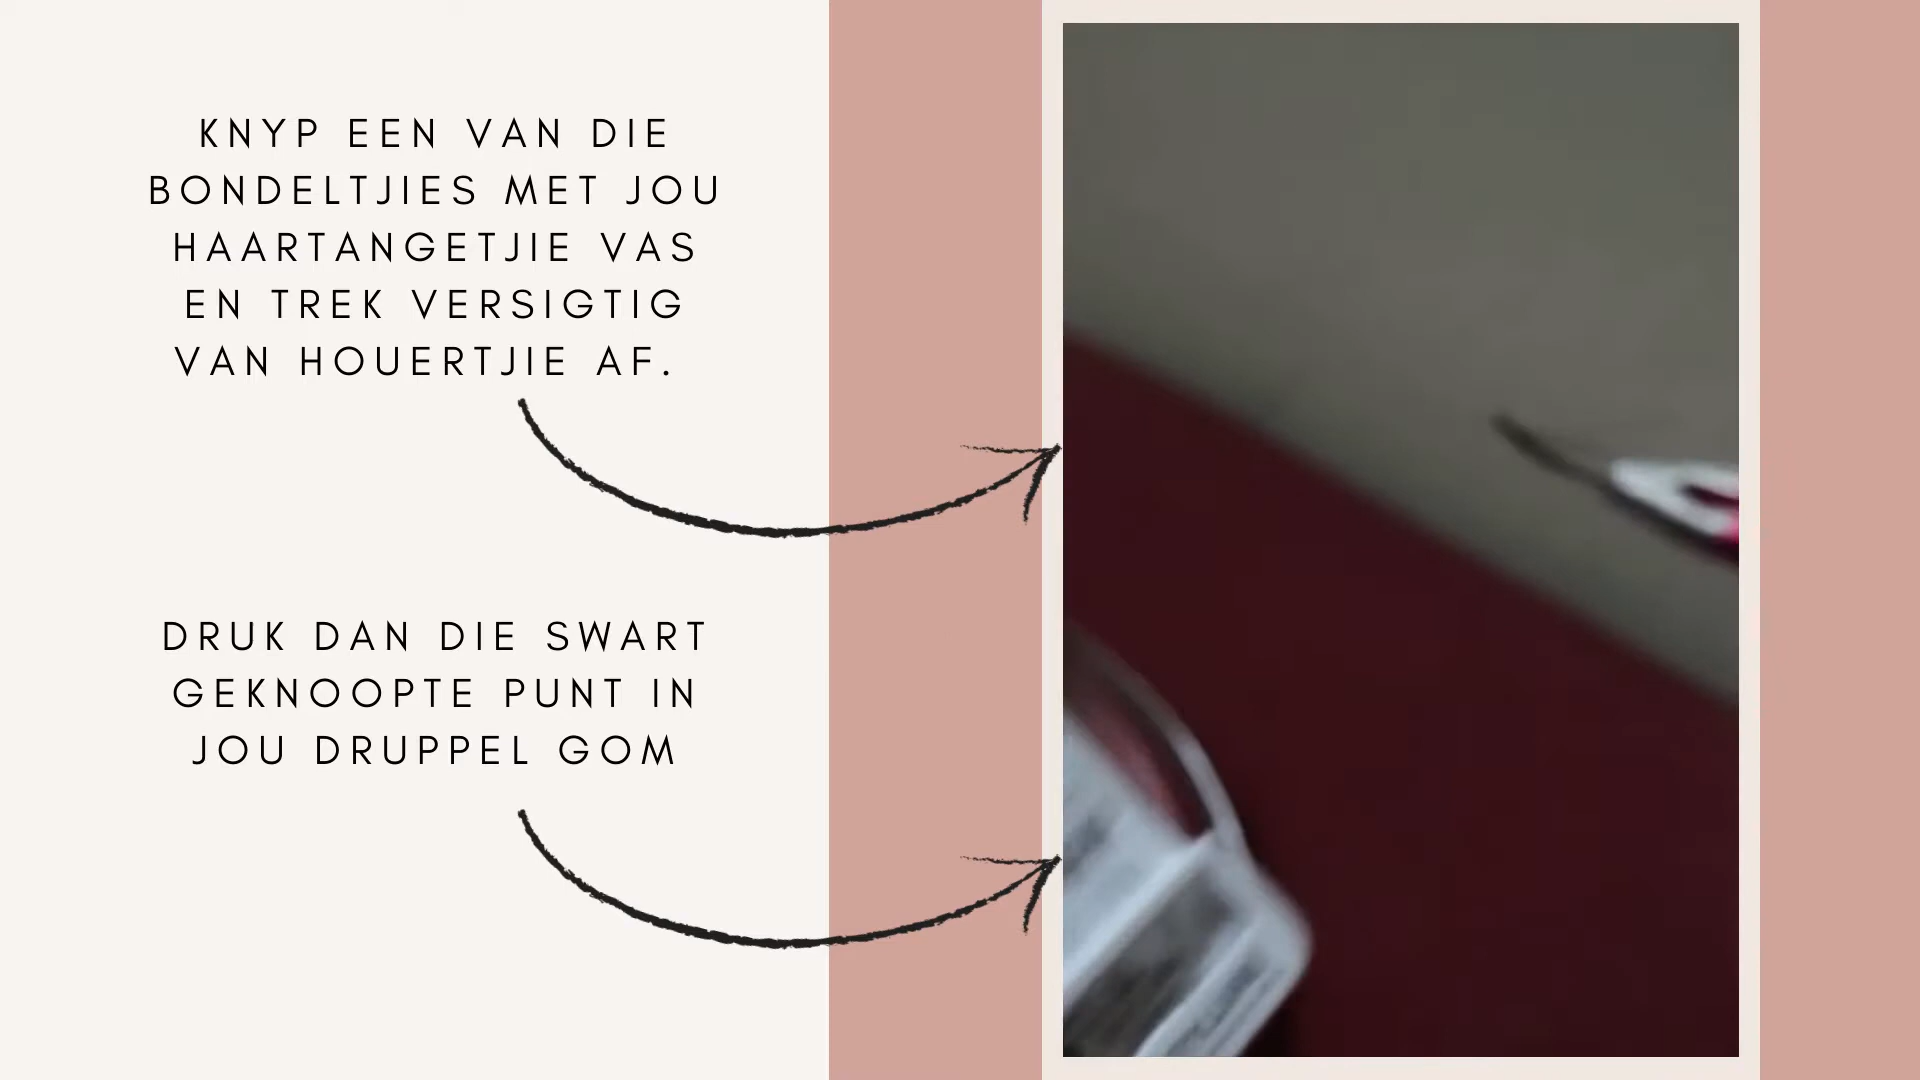 KNYP EEN VAN DIE
BONDELTJIES MET JOU
HAARTANGETJIE VAS
EN TREK VERSIGTIG
VAN HOUERTJIE AF.
DRUK DAN DIE SWART
GEKNOOPTE PUNT IN
JOU DRUPPEL GOM